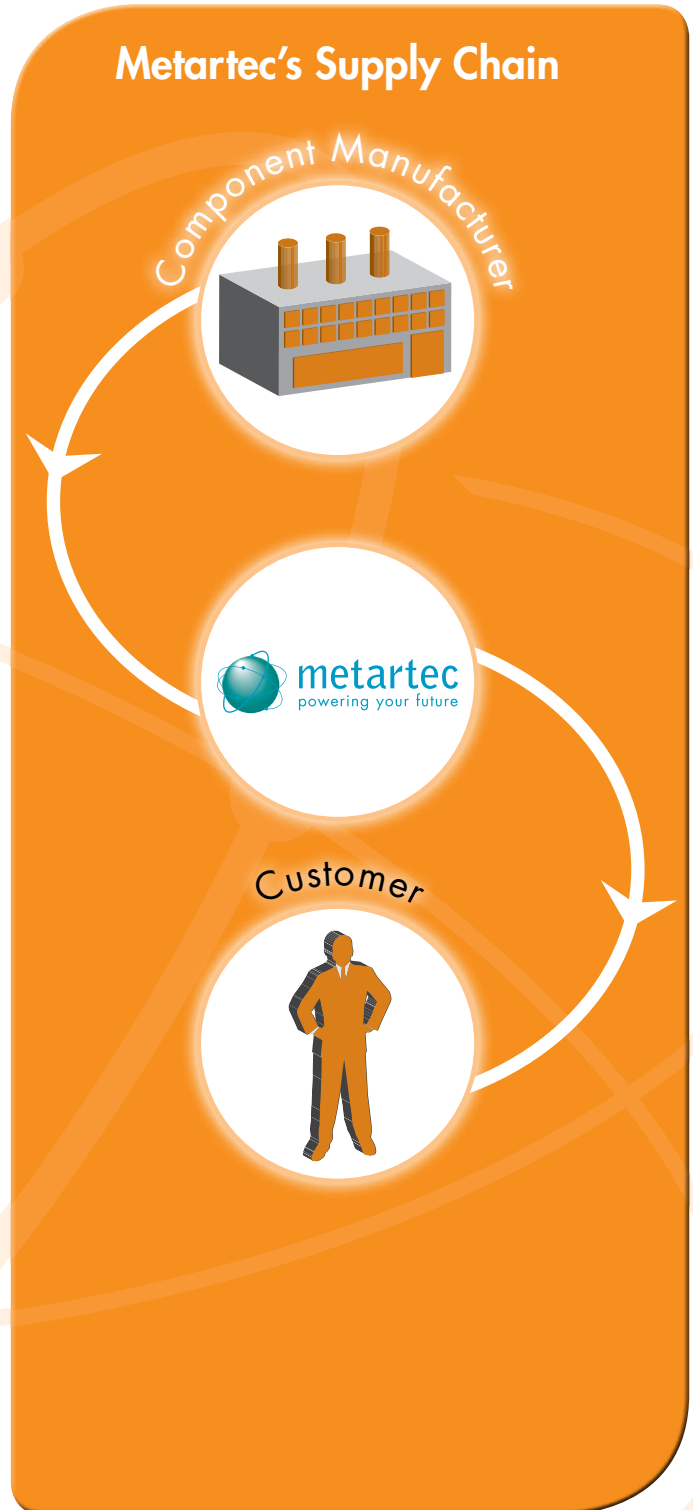 Metartec’s Supply Chain
Component Manufacturer
metartec
powering your future
Customer